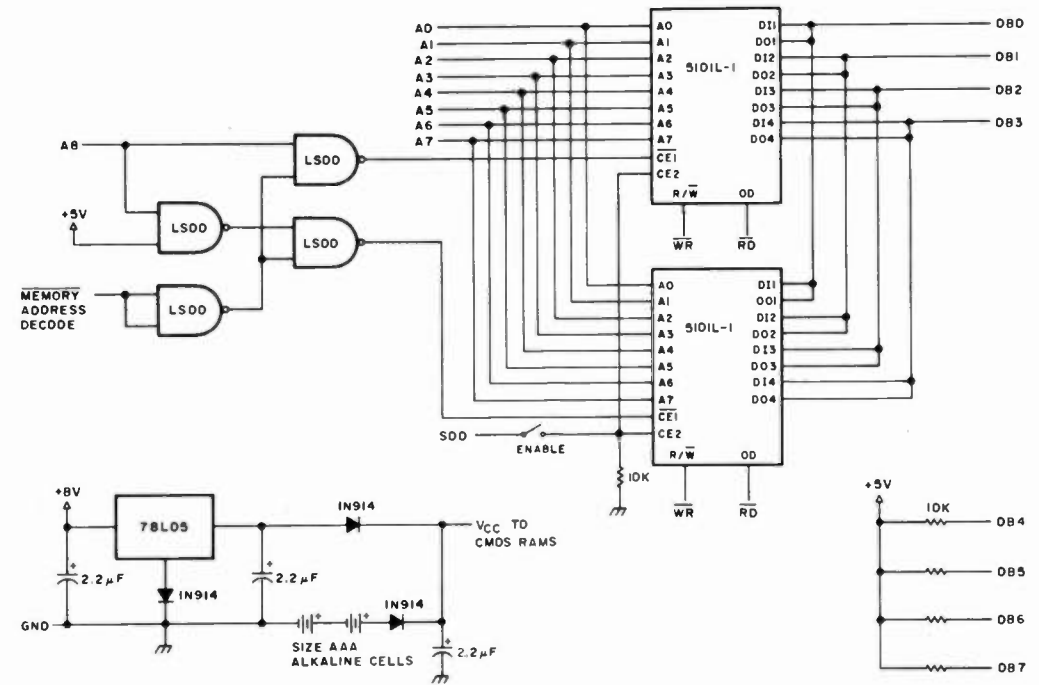 A0
A1
A2
A3
A4
A5
A6
A7
A0
A1
A2
A3
A4
A5
A6
A7
CE1
CE2
R/W
OD
5101L-1
DI1
DO1
DI2
DO2
DI3
DO3
DI4
DO4
DB0
DB1
DB2
DB3
WR
RD
A8
LS00
+5V
LS00
LS00
MEMORY
ADDRESS
DECODE
LS00
A0
A1
A2
A3
A4
A5
A6
A7
CE1
CE2
R/W
OD
5101L-1
DI1
DO1
DI2
DO2
DI3
DO3
DI4
DO4
SOD
ENABLE
10K
WR
RD
+8V
78L05
1N914
VCC TO
CMOS RAMS
2.2µF
1N914
2.2µF
1N914
GND
SIZE AAA
ALKALINE CELLS
2.2µF
+5V
10K
DB4
DB5
DB6
DB7